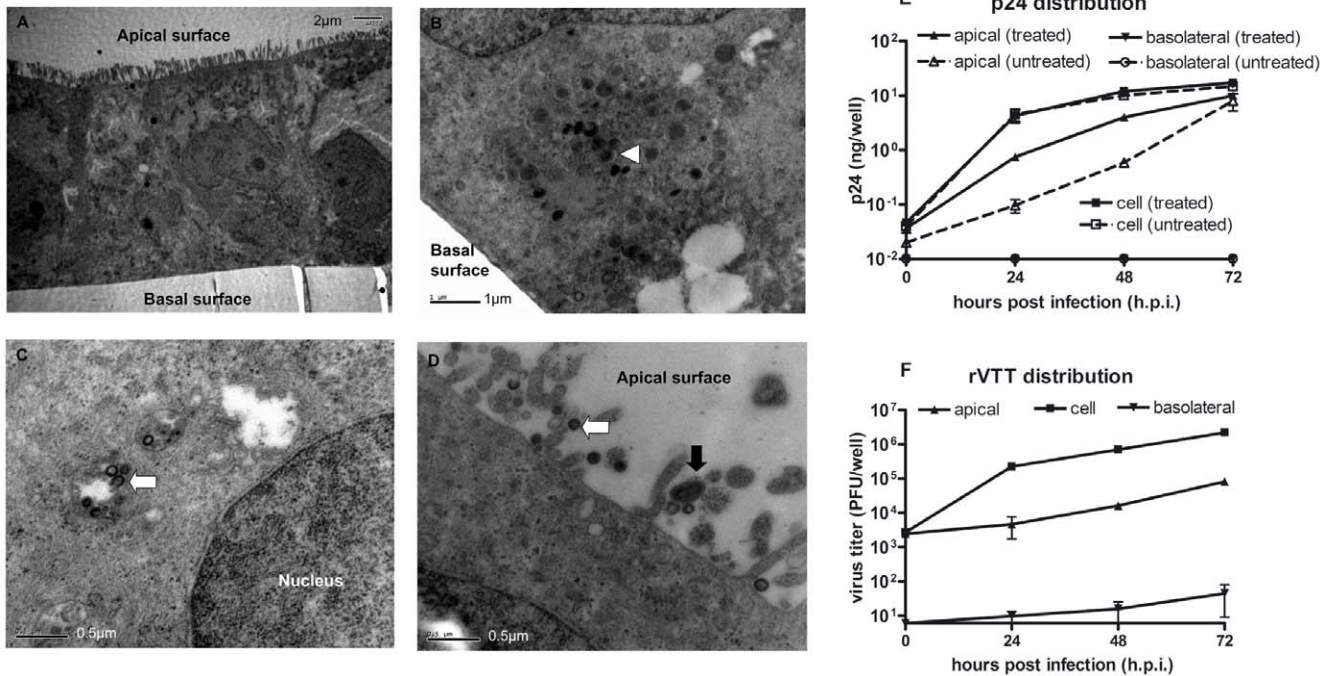 A
2µm
Apical surface
Basal surface
B
Basal
surface
1 µm
1µm
C
Nucleus
0.5µm
D
Apical surface
0.5µm
E
p24 distribution
apical (treated)
basolateral (treated)
apical (untreated)
basolateral (untreated)
p24 (ng/well)
10²
10¹
10⁰
10⁻¹
10⁻²
cell (treated)
cell (untreated)
0 24 48 72
hours post infection (h.p.i.)
F
rVTT distribution
apical cell basolateral
virus titer (PFU/well)
10⁷
10⁶
10⁵
10⁴
10³
10²
10¹
0 24 48 72
hours post infection (h.p.i.)